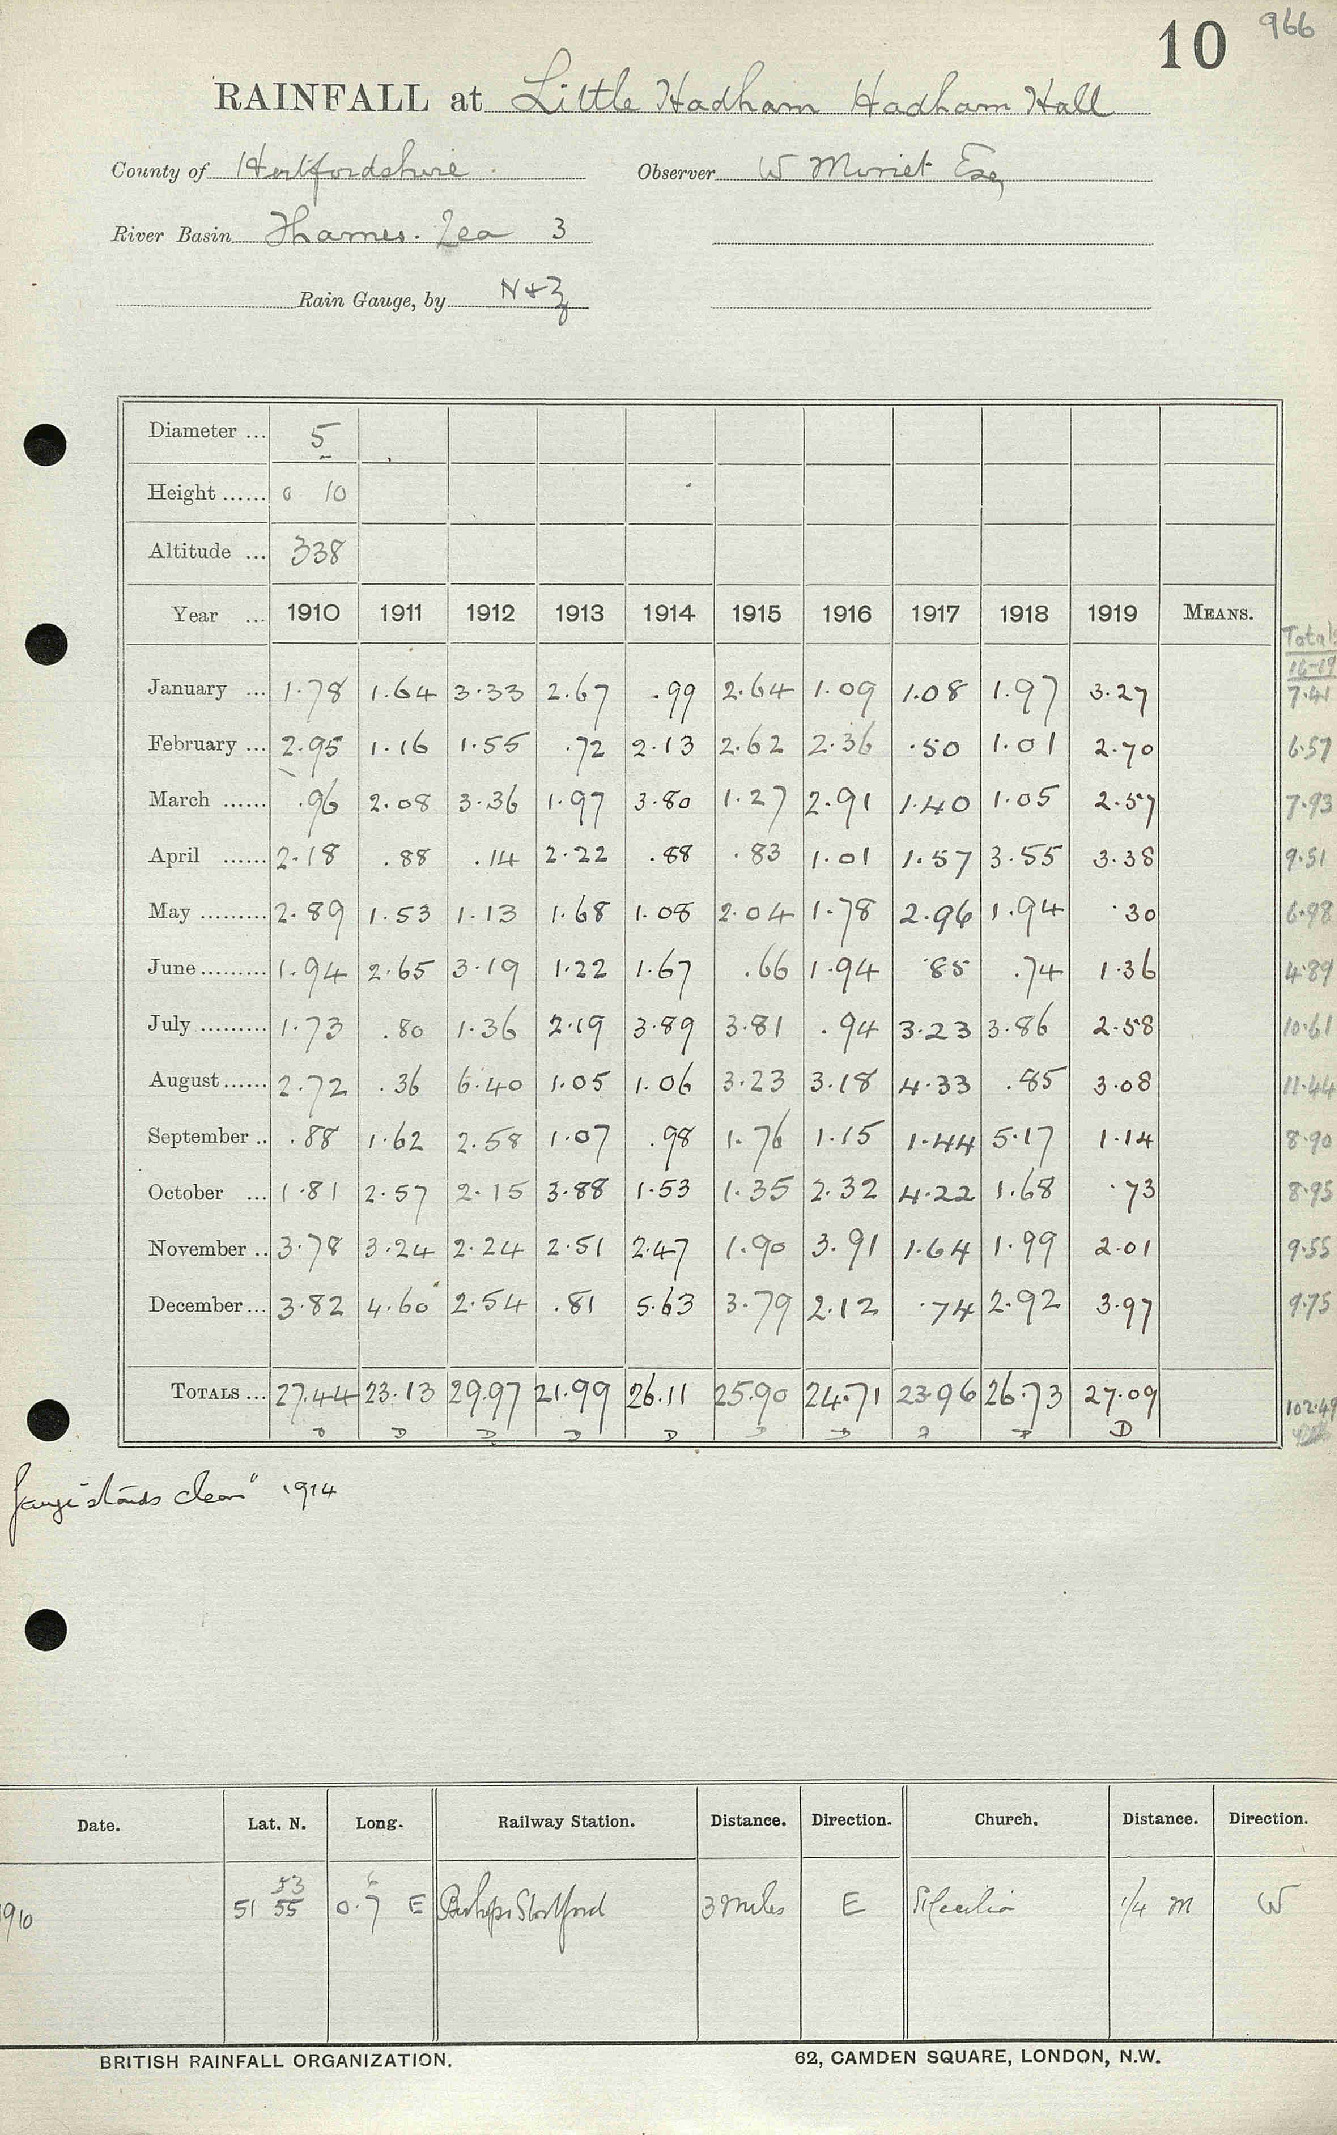 10 966
RAINFALL at Little Hadham Hadham Hall
County of Hertfordshire. Observer W Minet Esq
River Basin Thames. Lea 3
Rain Gauge, by N+Z
Diameter ... 5
Height ...... 0 10
Altitude ... 338
Year ... 1910 1911 1912 1913 1914 1915 1916 1917 1918 1919 MEANS. Totals
16-19
January ... 1.78 1.64 3.33 2.67 .99 2.64 1.09 1.08 1.97 3.27 7.41
February ... 2.95 1.16 1.55 .72 2.13 2.62 2.36 .50 1.01 2.70 6.57
March ...... .96 2.08 3.36 1.97 3.80 1.27 2.91 1.40 1.05 2.57 7.93
April ...... 2.18 .88 .14 2.22 .88 .83 1.01 1.57 3.55 3.38 9.51
May ......... 2.89 1.53 1.13 1.68 1.08 2.04 1.78 2.96 1.94 .30 6.98
June ......... 1.94 2.65 3.19 1.22 1.67 .66 1.94 .85 .74 1.36 4.89
July ......... 1.73 .80 1.36 2.19 3.89 3.81 .94 3.23 3.86 2.58 10.61
August ...... 2.72 .36 6.40 1.05 1.06 3.23 3.18 4.33 .85 3.08 11.44
September .. .88 1.62 2.58 1.07 .98 1.76 1.15 1.44 5.17 1.14 8.90
October ... 1.81 2.57 2.15 3.88 1.53 1.35 2.32 4.22 1.68 .73 8.95
November .. 3.78 3.24 2.24 2.51 2.47 1.90 3.91 1.64 1.99 2.01 9.55
December ... 3.82 4.60 2.54 .81 5.63 3.79 2.12 .74 2.92 3.97 9.75
TOTALS ... 27.44 23.13 29.97 21.99 26.11 25.90 24.71 23.96 26.73 27.09 102.49
D D D D D D D D D D
Gauge "stands clear" 1914
Date. Lat. N. Long. Railway Station. Distance. Direction. Church. Distance. Direction.
53 6
1910 51 55 0.7 E Bishops Stortford 3 miles E St Cecilia 1/4 m W
BRITISH RAINFALL ORGANIZATION. 62, CAMDEN SQUARE, LONDON, N.W.